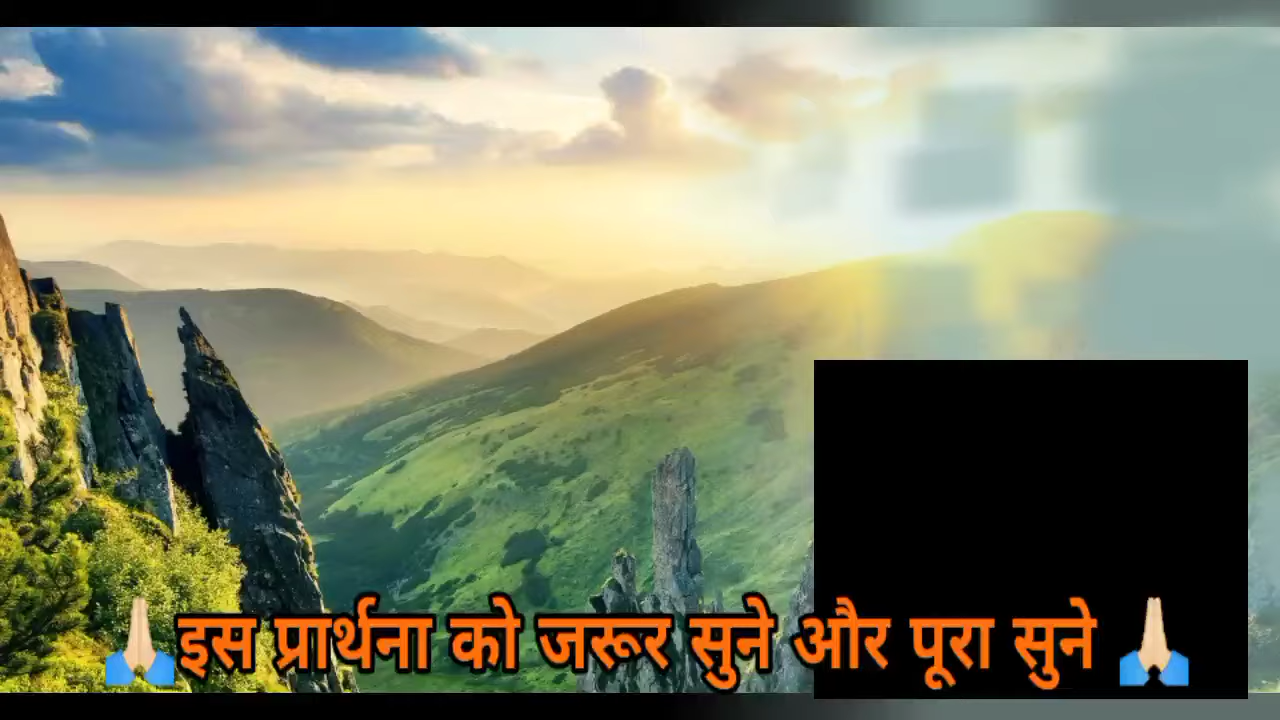 🙏🏻इस प्रार्थना को जरूर सुने और पूरा सुने 🙏🏻